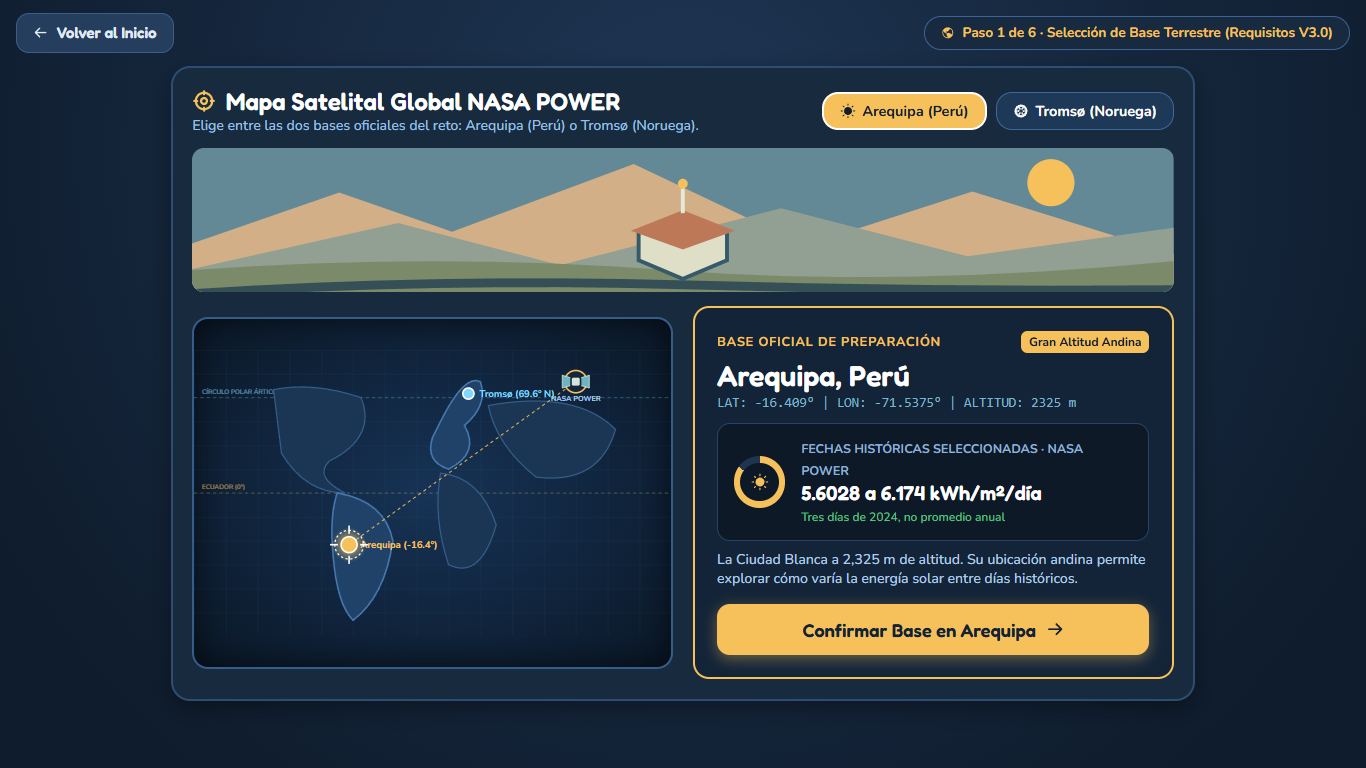 Volver al Inicio
Paso 1 de 6 · Selección de Base Terrestre (Requisitos V3.0)
Mapa Satelital Global NASA POWER
Elige entre las dos bases oficiales del reto: Arequipa (Perú) o Tromsø (Noruega).
Arequipa (Perú)
Tromsø (Noruega)
CÍRCULO POLAR ÁRTIC
Tromsø (69.6° N)
NASA POWER
ECUADOR (0°)
Arequipa (-16.4°)
BASE OFICIAL DE PREPARACIÓN
Gran Altitud Andina
Arequipa, Perú
LAT: -16.409° | LON: -71.5375° | ALTITUD: 2325 m
FECHAS HISTÓRICAS SELECCIONADAS · NASA
POWER
5.6028 a 6.174 kWh/m²/día
Tres días de 2024, no promedio anual
La Ciudad Blanca a 2,325 m de altitud. Su ubicación andina permite
explorar cómo varía la energía solar entre días históricos.
Confirmar Base en Arequipa